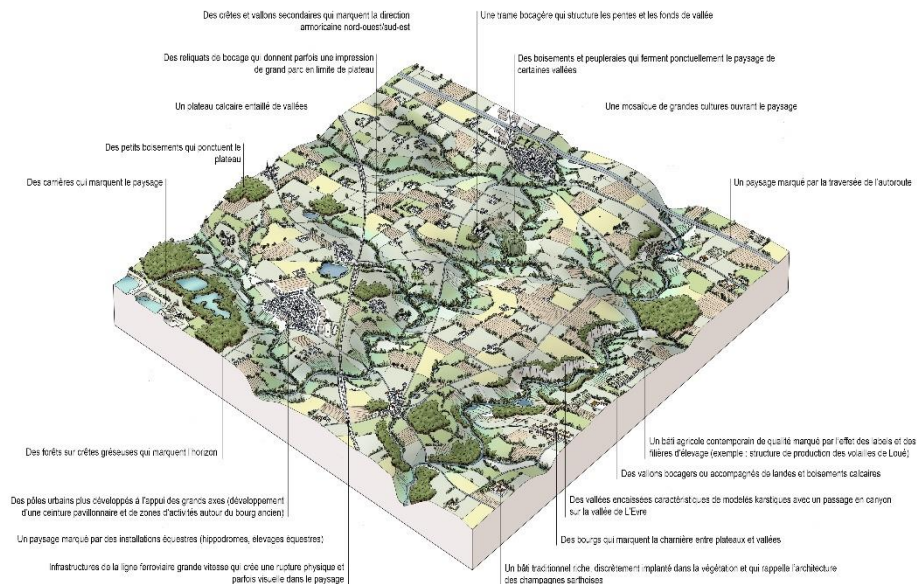 Des crêtes et vallons secondaires qui marquent la direction
armoricaine nord-ouest/sud-est
Une trame bocagère qui structure les pentes et les fonds de vallée
Des reliquats de bocage qui donnent parfois une impression
de grand parc en limite de plateau
Des boisements et peupleraies qui ferment ponctuellement le paysage de
certaines vallées
Un plateau calcaire entaillé de vallées
Une mosaïque de grandes cultures ouvrant le paysage
Des petits boisements qui ponctuent le
plateau
Des carrières qui marquent le paysage
Un paysage marqué par la traversée de l'autoroute
Des forêts sur crêtes gréseuses qui marquent l'horizon
Un bâti agricole contemporain de qualité marqué par l'effet des labels et des
filières d'élevage (exemple : structure de production des volailles de Loué)
Des vallons bocagers ou accompagnés de landes et boisements calcaires
Des pôles urbains plus développés à l'appui des grands axes (développement
d'une ceinture pavillonnaire et de zones d'activités autour du bourg ancien)
Des vallées encaissées caractéristiques de modelés karstiques avec un passage en canyon
sur la vallée de L'Evre
Un paysage marqué par des installations équestres (hippodromes, elevages équestres)
Des bourgs qui marquent la charnière entre plateaux et vallées
Infrastructures de la ligne ferroviaire grande vitesse qui crée une rupture physique et
parfois visuelle dans le paysage
Un bâti traditionnel riche, discrètement implanté dans la végétation et qui rappelle l'architecture
des champagnes sarthoises